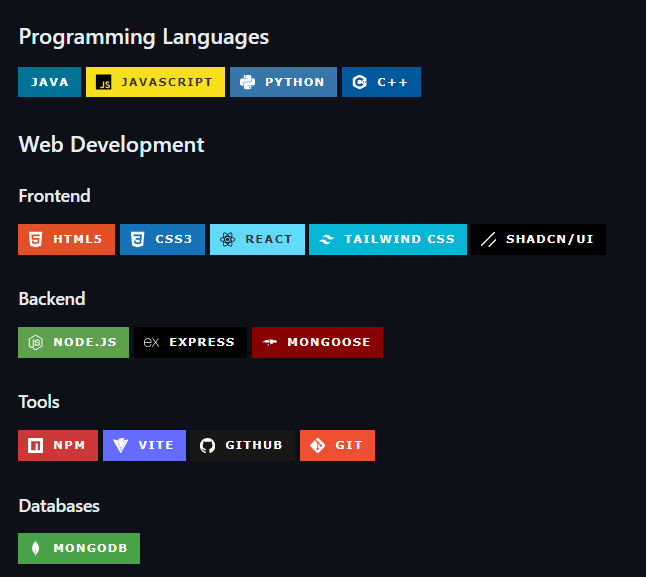 Programming Languages
JAVA JS JAVASCRIPT PYTHON C++
Web Development
Frontend
HTML5 CSS3 REACT TAILWIND CSS SHADCN/UI
Backend
NODE.JS ex EXPRESS MONGOOSE
Tools
NPM VITE GITHUB GIT
Databases
MONGODB